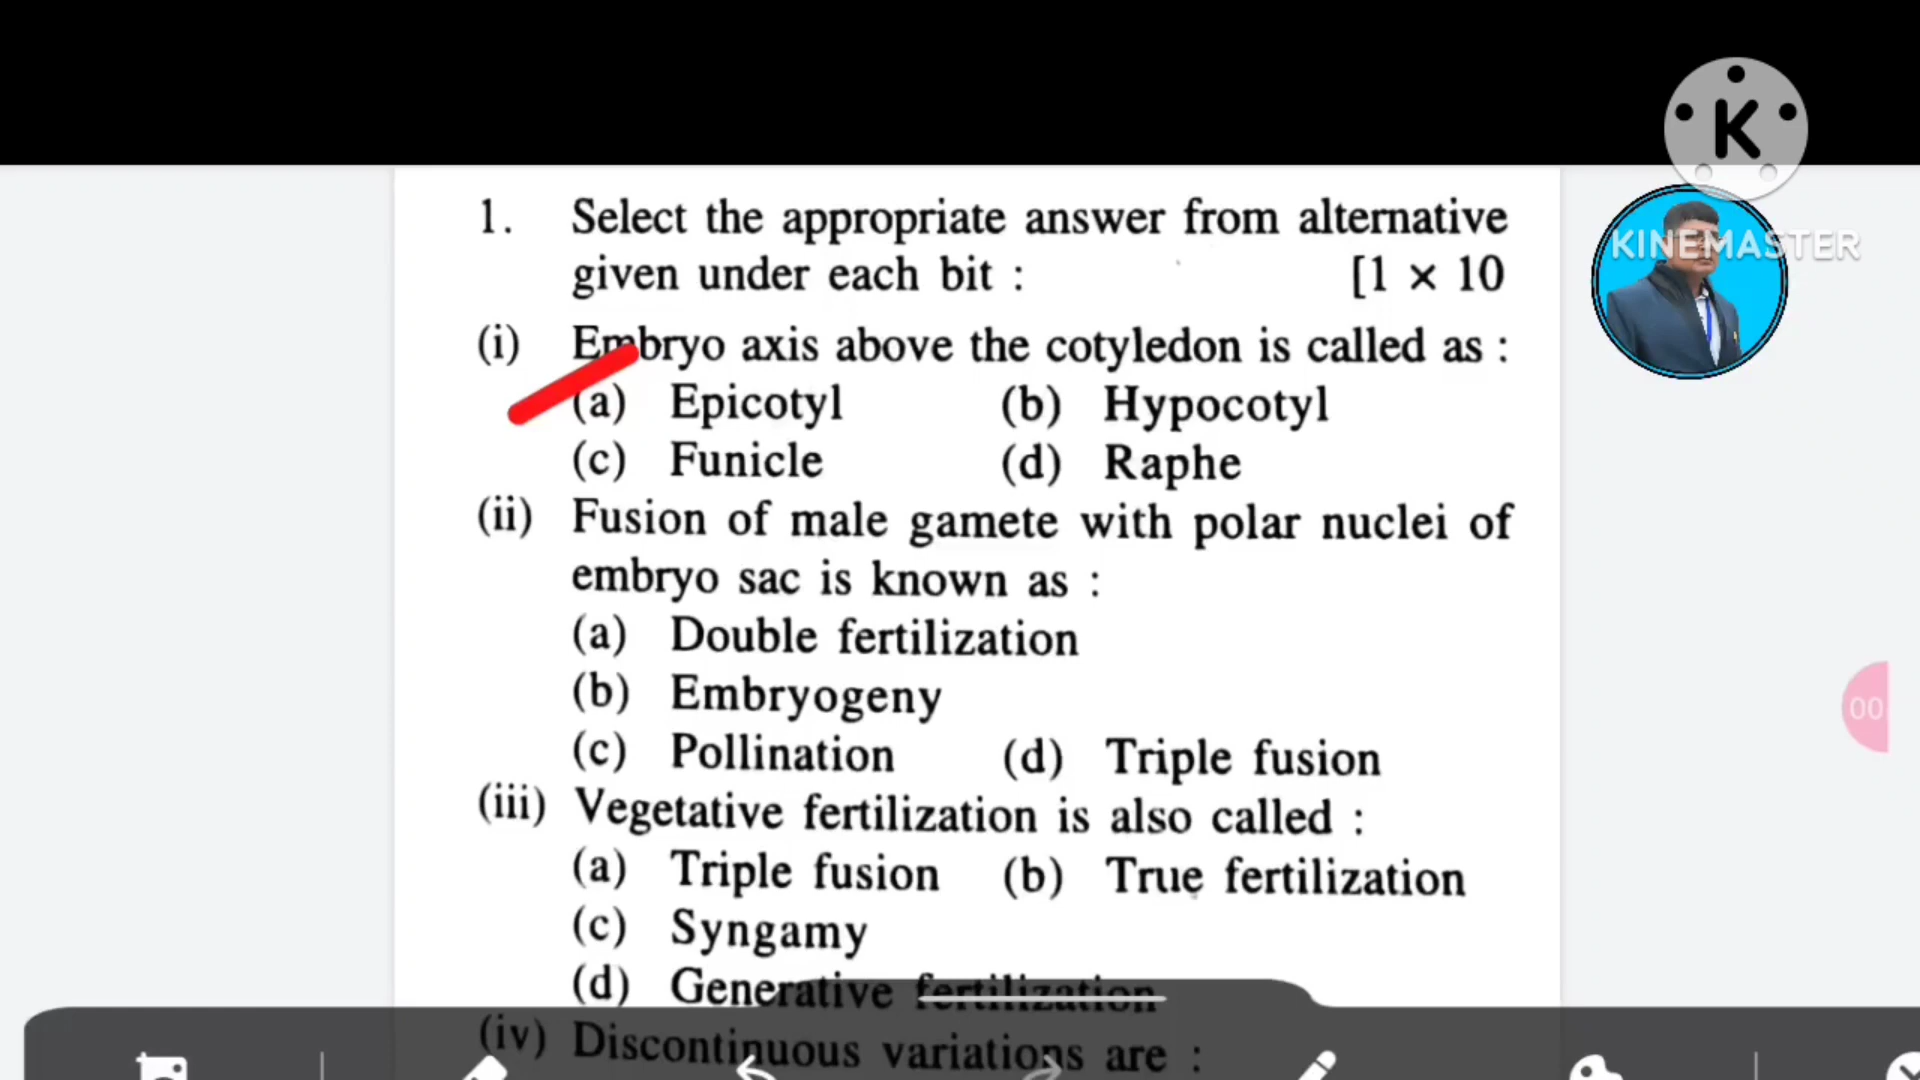 K
KINEMASTER
1. Select the appropriate answer from alternative
given under each bit : [1 × 10
(i) Embryo axis above the cotyledon is called as :
(a) Epicotyl (b) Hypocotyl
(c) Funicle (d) Raphe
(ii) Fusion of male gamete with polar nuclei of
embryo sac is known as :
(a) Double fertilization
(b) Embryogeny
(c) Pollination (d) Triple fusion
00
(iii) Vegetative fertilization is also called :
(a) Triple fusion (b) True fertilization
(c) Syngamy
(d) Generative fertilization
(iv) Discontinuous variations are :